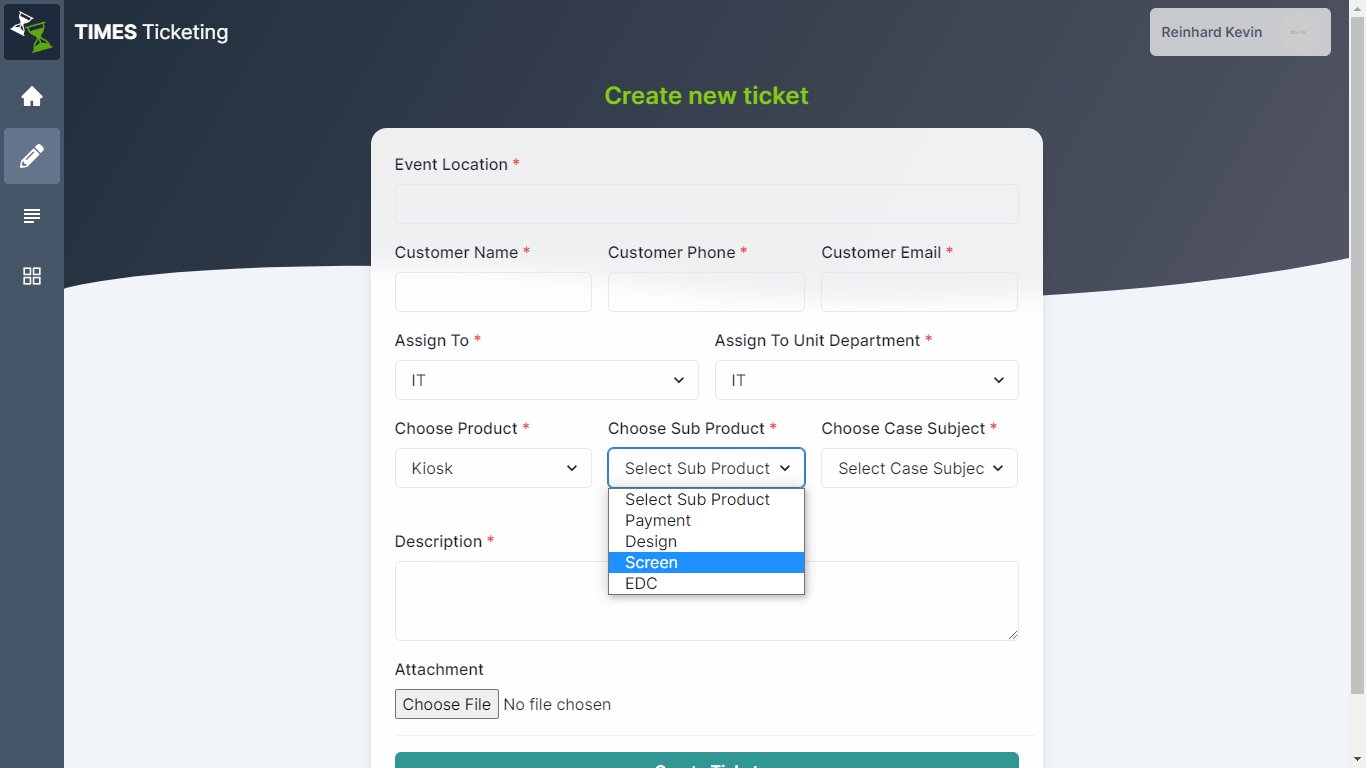 TIMES Ticketing
Reinhard Kevin
Create new ticket
Event Location *
Customer Name * Customer Phone * Customer Email *
Assign To * Assign To Unit Department *
IT IT
Choose Product * Choose Sub Product * Choose Case Subject *
Kiosk Select Sub Product Select Case Subjec
Select Sub Product
Payment
Design
Screen
EDC
Description *
Attachment
Choose File No file chosen
Create Ticket